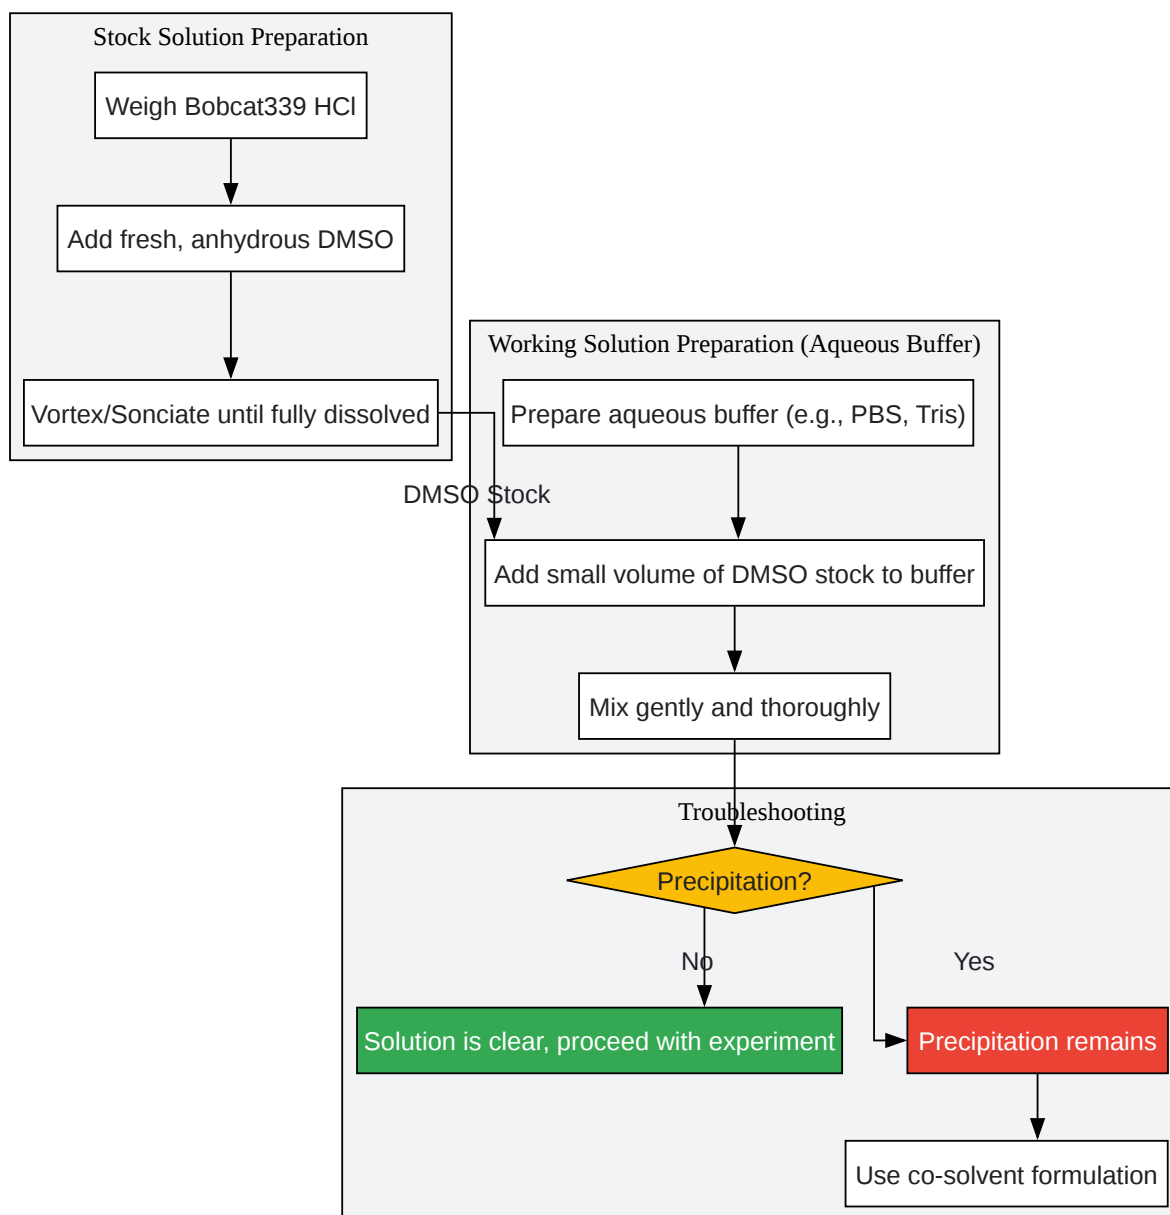 Stock Solution Preparation
Weigh Bobcat339 HCl
Add fresh, anhydrous DMSO
Vortex/Sonciate until fully dissolved
DMSO Stock
Working Solution Preparation (Aqueous Buffer)
Prepare aqueous buffer (e.g., PBS, Tris)
Add small volume of DMSO stock to buffer
Mix gently and thoroughly
Troubleshooting
Precipitation?
No
Yes
Solution is clear, proceed with experiment
Precipitation remains
Use co-solvent formulation